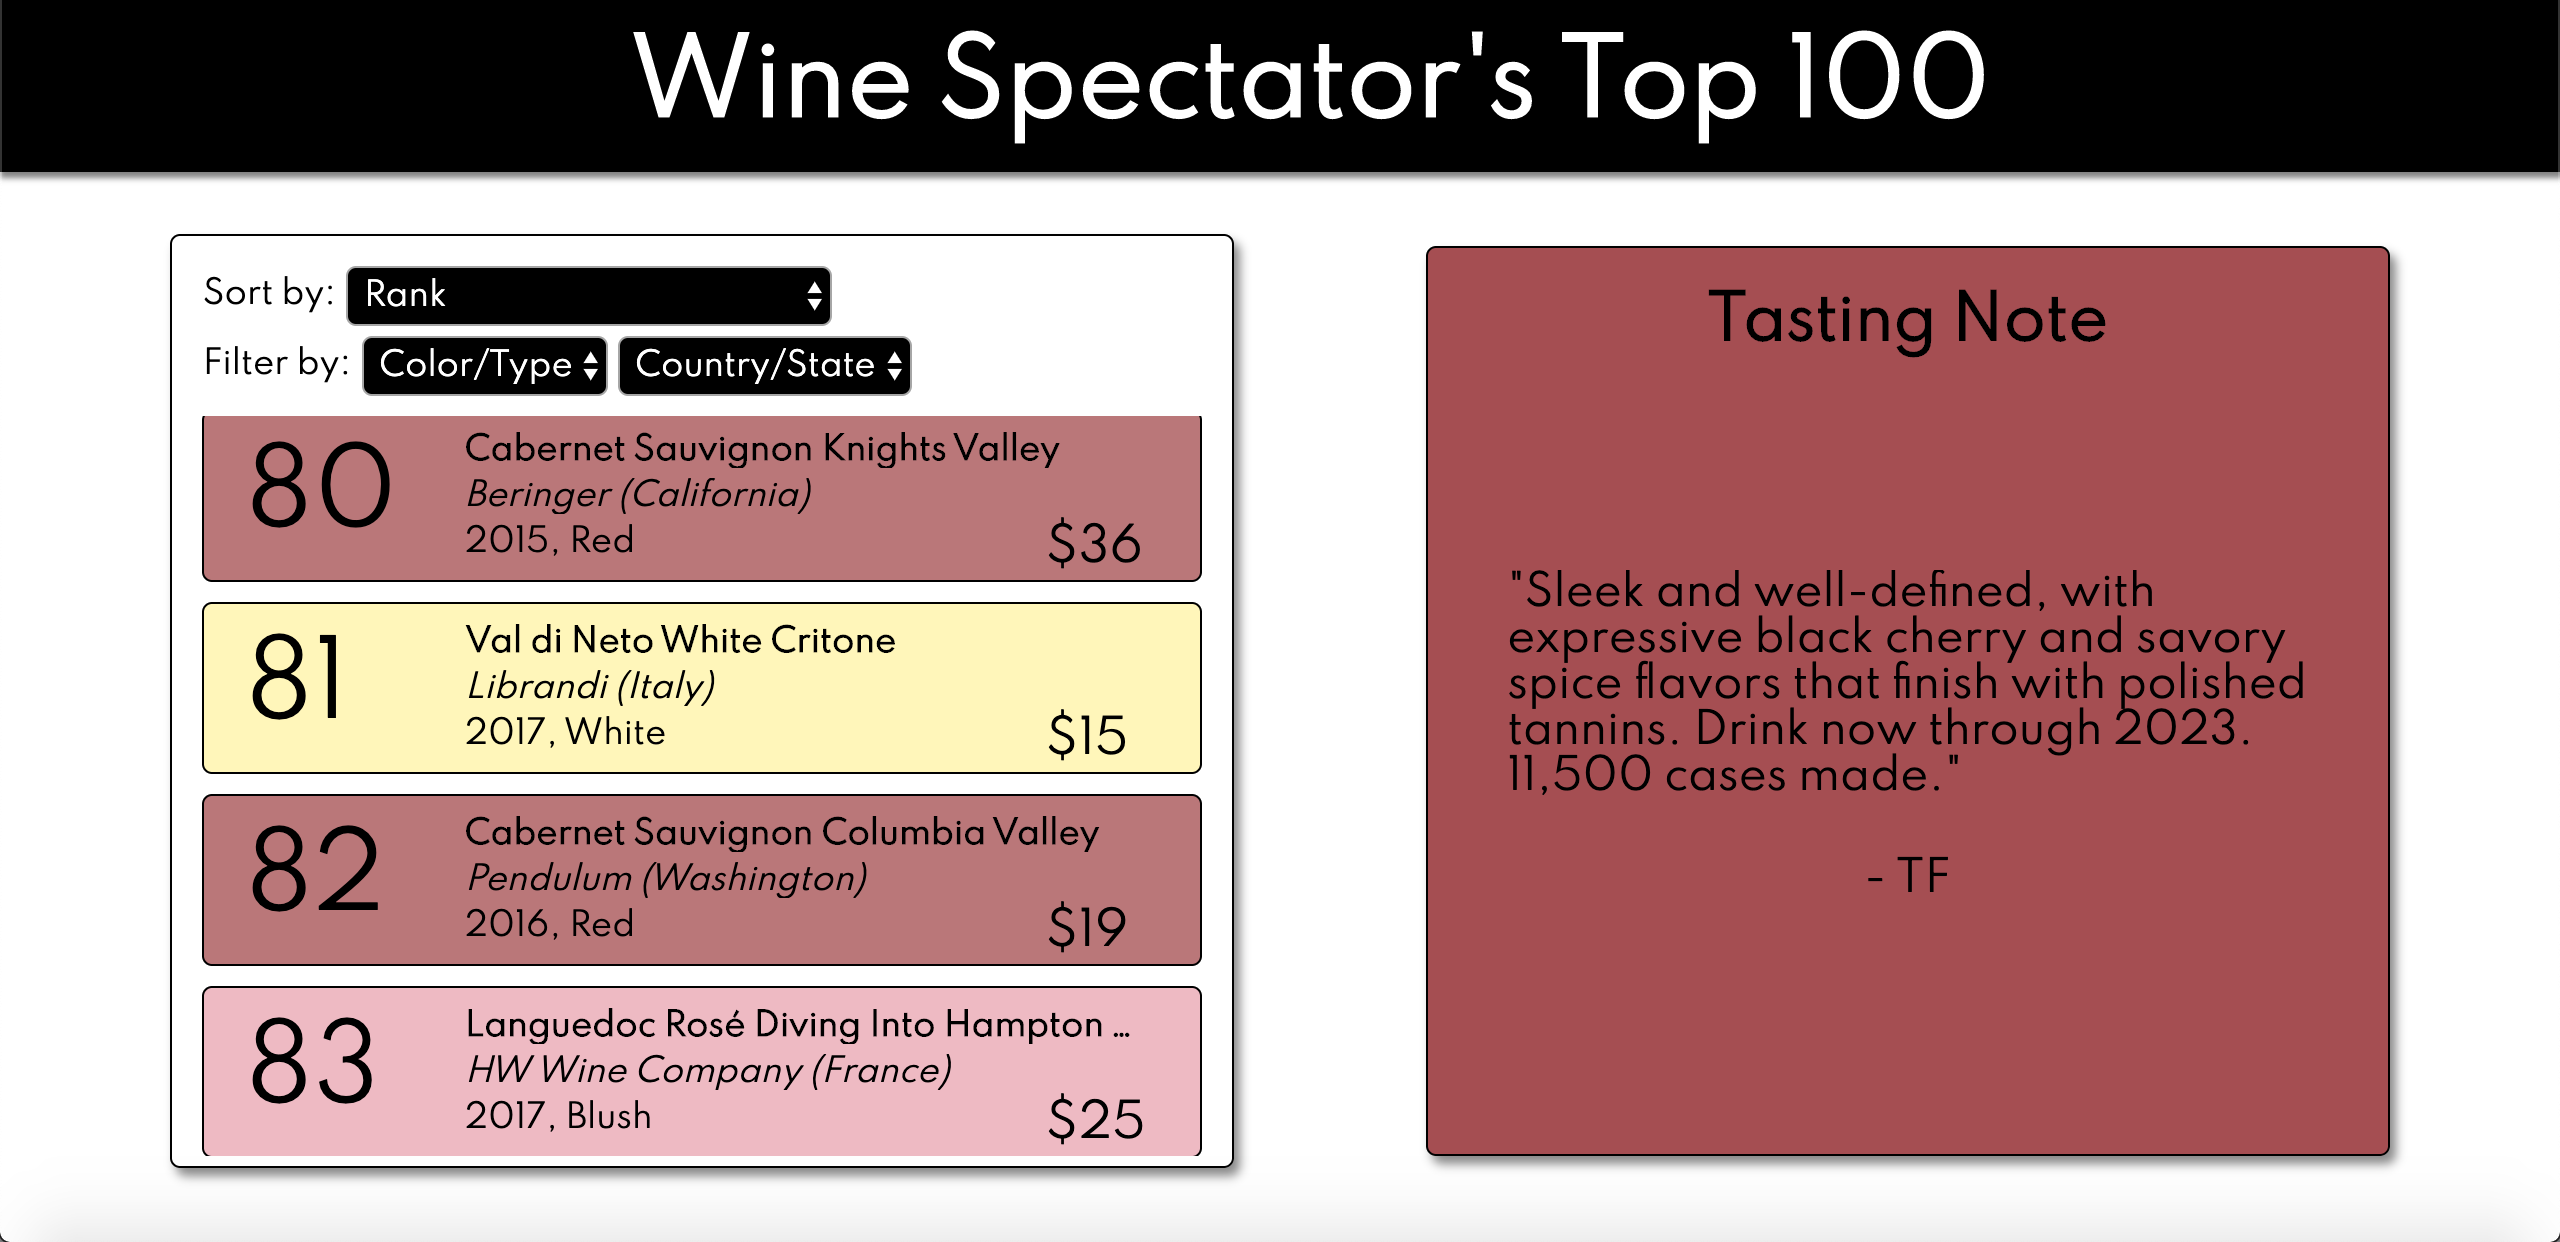 Wine Spectator's Top 100
Sort by: Rank
Filter by: Color/Type Country/State
80
Cabernet Sauvignon Knights Valley
Beringer (California)
2015, Red
$36
81
Val di Neto White Critone
Librandi (Italy)
2017, White
$15
82
Cabernet Sauvignon Columbia Valley
Pendulum (Washington)
2016, Red
$19
83
Languedoc Rosé Diving Into Hampton ...
HW Wine Company (France)
2017, Blush
$25
Tasting Note
"Sleek and well-defined, with
expressive black cherry and savory
spice flavors that finish with polished
tannins. Drink now through 2023.
11,500 cases made."
- TF